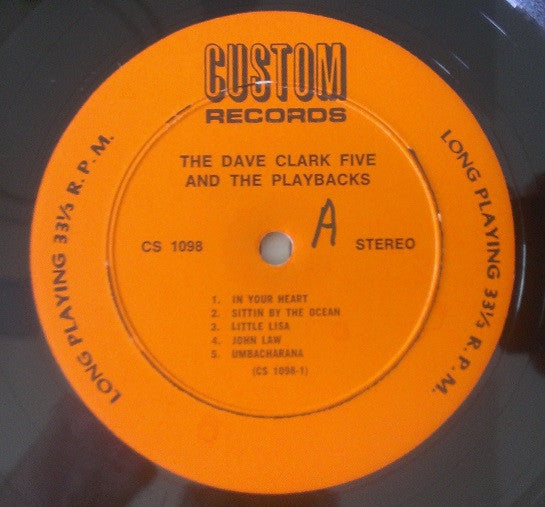 CUSTOM
RECORDS
THE DAVE CLARK FIVE
AND THE PLAYBACKS
A
CS 1098
STEREO
1. IN YOUR HEART
2. SITTIN BY THE OCEAN
3. LITTLE LISA
4. JOHN LAW
5. UMBACHARANA
(CS 1098-1)
LONG PLAYING 33⅓ R.P.M.
LONG PLAYING 33⅓ R.P.M.